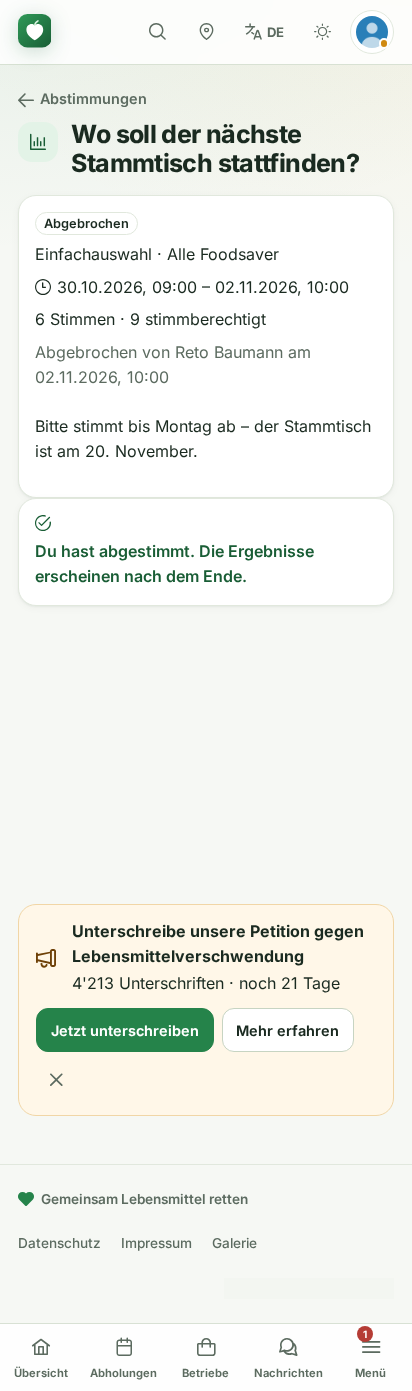 DE
Abstimmungen
Wo soll der nächste
Stammtisch stattfinden?
Abgebrochen
Einfachauswahl · Alle Foodsaver
30.10.2026, 09:00 – 02.11.2026, 10:00
6 Stimmen · 9 stimmberechtigt
Abgebrochen von Reto Baumann am
02.11.2026, 10:00
Bitte stimmt bis Montag ab – der Stammtisch
ist am 20. November.
Du hast abgestimmt. Die Ergebnisse
erscheinen nach dem Ende.
Unterschreibe unsere Petition gegen
Lebensmittelverschwendung
4'213 Unterschriften · noch 21 Tage
Jetzt unterschreiben Mehr erfahren
Gemeinsam Lebensmittel retten
Datenschutz Impressum Galerie
1
Übersicht Abholungen Betriebe Nachrichten Menü